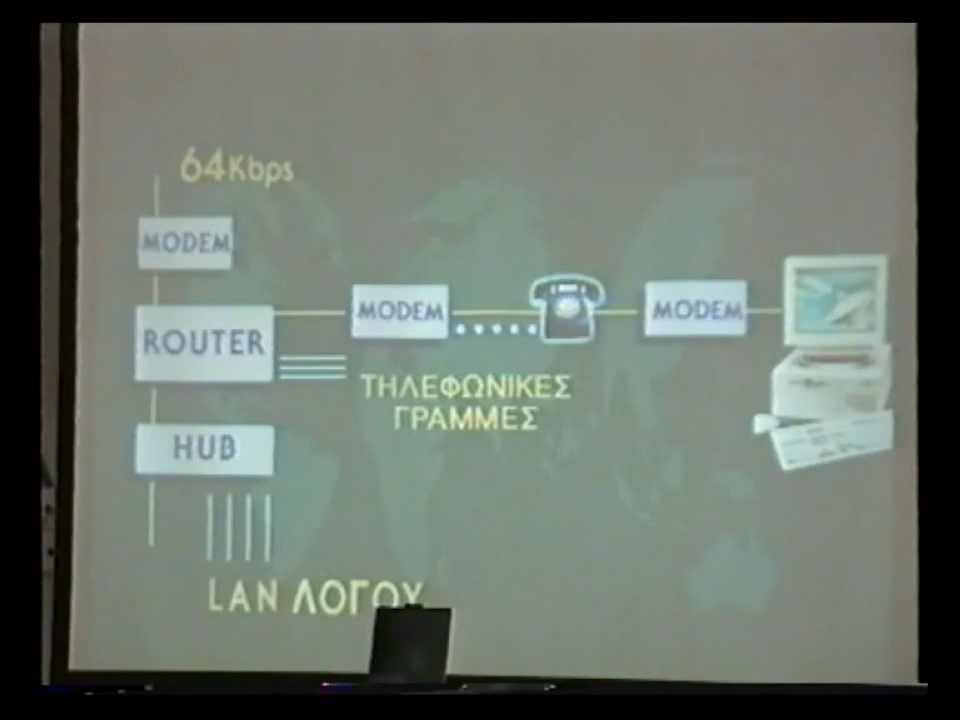 64Kbps
MODEM
MODEM
MODEM
ROUTER
ΤΗΛΕΦΩΝΙΚΕΣ
ΓΡΑΜΜΕΣ
HUB
LAN ΛΟΓΟΥ